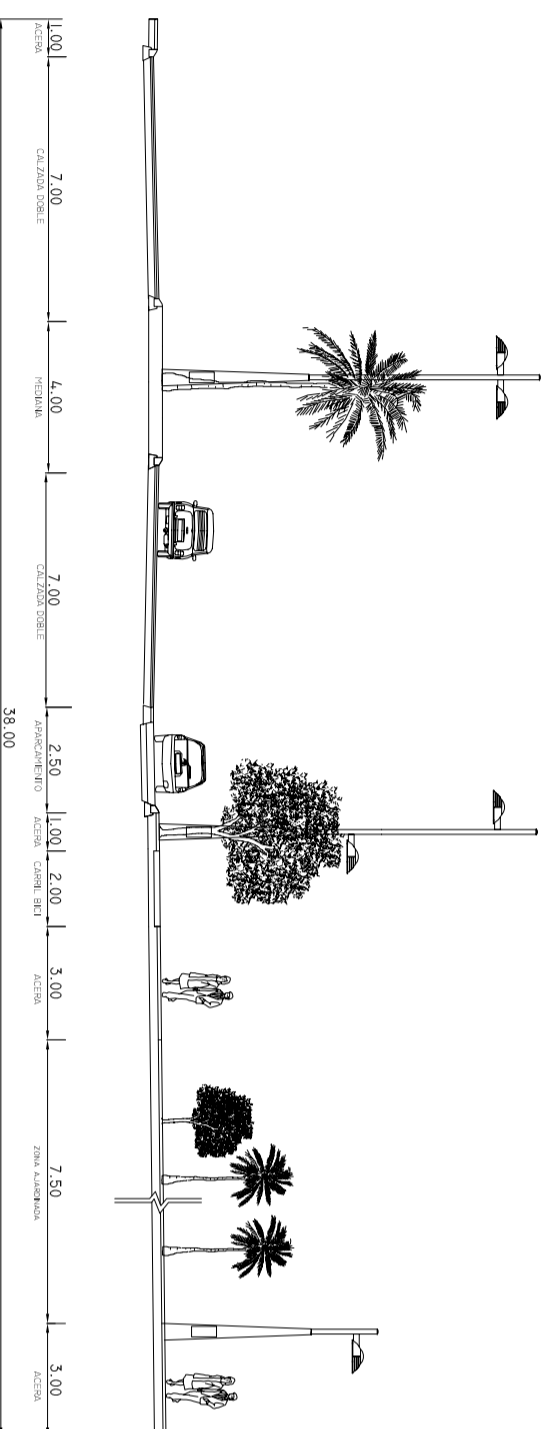 1.00
ACERA
7.00
CALZADA DOBLE
4.00
MEDIANA
7.00
CALZADA DOBLE
2.50
APARCAMIENTO
1.00
ACERA
2.00
CARRIL BICI
3.00
ACERA
7.50
ZONA AJARDINADA
3.00
ACERA
38.00